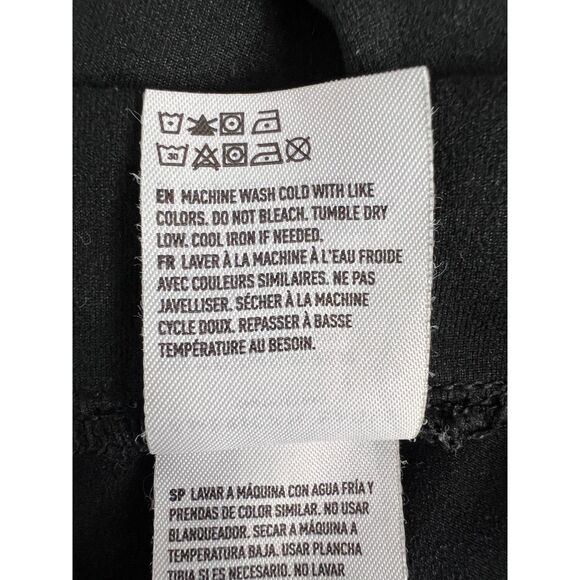 30
EN MACHINE WASH COLD WITH LIKE
COLORS. DO NOT BLEACH. TUMBLE DRY
LOW. COOL IRON IF NEEDED.
FR LAVER À LA MACHINE À L'EAU FROIDE
AVEC COULEURS SIMILAIRES. NE PAS
JAVELLISER. SÉCHER À LA MACHINE
CYCLE DOUX. REPASSER À BASSE
TEMPÉRATURE AU BESOIN.
SP LAVAR A MÁQUINA CON AGUA FRÍA Y
PRENDAS DE COLOR SIMILAR. NO USAR
BLANQUEADOR. SECAR A MÁQUINA A
TEMPERATURA BAJA. USAR PLANCHA
TIBIA SI ES NECESARIO. NO LAVAR